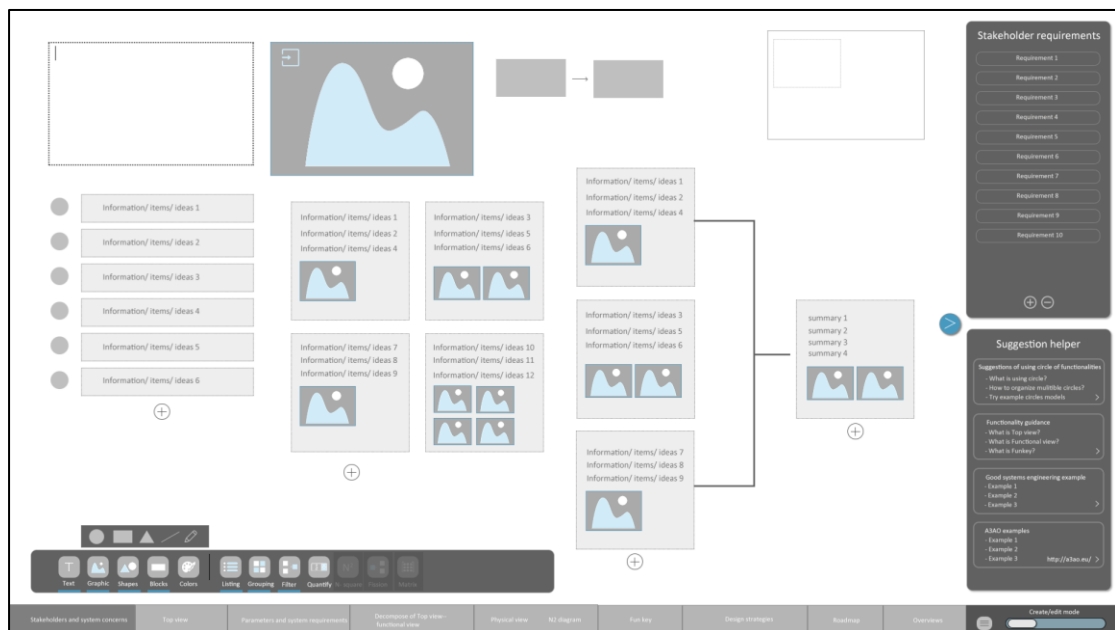 Stakeholder requirements
Requirement 1
Requirement 2
Requirement 3
Requirement 4
Requirement 5
Requirement 6
Requirement 7
Requirement 8
Requirement 9
Requirement 10
Information/ items/ ideas 1
Information/ items/ ideas 2
Information/ items/ ideas 3
Information/ items/ ideas 4
Information/ items/ ideas 5
Information/ items/ ideas 6
Information/ items/ ideas 1
Information/ items/ ideas 2
Information/ items/ ideas 4
Information/ items/ ideas 3
Information/ items/ ideas 5
Information/ items/ ideas 6
Information/ items/ ideas 7
Information/ items/ ideas 8
Information/ items/ ideas 9
Information/ items/ ideas 10
Information/ items/ ideas 11
Information/ items/ ideas 12
Information/ items/ ideas 1
Information/ items/ ideas 2
Information/ items/ ideas 4
Information/ items/ ideas 3
Information/ items/ ideas 5
Information/ items/ ideas 6
Information/ items/ ideas 7
Information/ items/ ideas 8
Information/ items/ ideas 9
summary 1
summary 2
summary 3
summary 4
Suggestion helper
Suggestions of using circle of functionalities
- What is using circle?
- How to organize mulitible circles?
- Try example circles models
Functionality guidance
- What is Top view?
- What is Functional view?
- What is Funkey?
Good systems engineering example
- Example 1
- Example 2
- Example 3
A3AO examples
- Example 1
- Example 2
- Example 3 http://a3ao.eu/
Text Graphic Shapes Blocks Colors Listing Grouping Filter Quantify
Stakeholders and system concerns
Top view
Parameters and system requirements
Decompose of Top view-
functional view
Physical view
N2 diagram
Fun key
Design strategies
Roadmap
Overviews
Create/edit mode